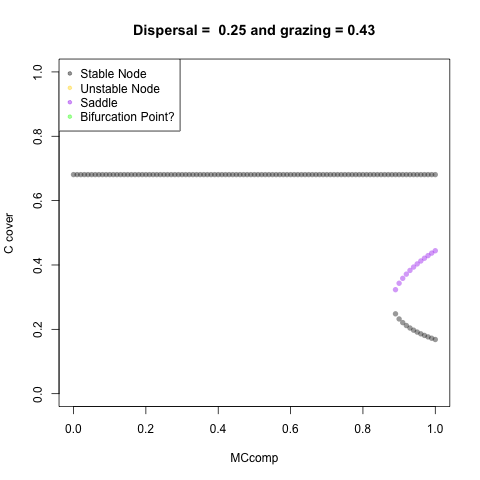 Dispersal =  0.25 and grazing = 0.43
Stable Node
Unstable Node
Saddle
Bifurcation Point?
C cover
1.0
0.8
0.6
0.4
0.2
0.0
0.0 0.2 0.4 0.6 0.8 1.0
MCcomp